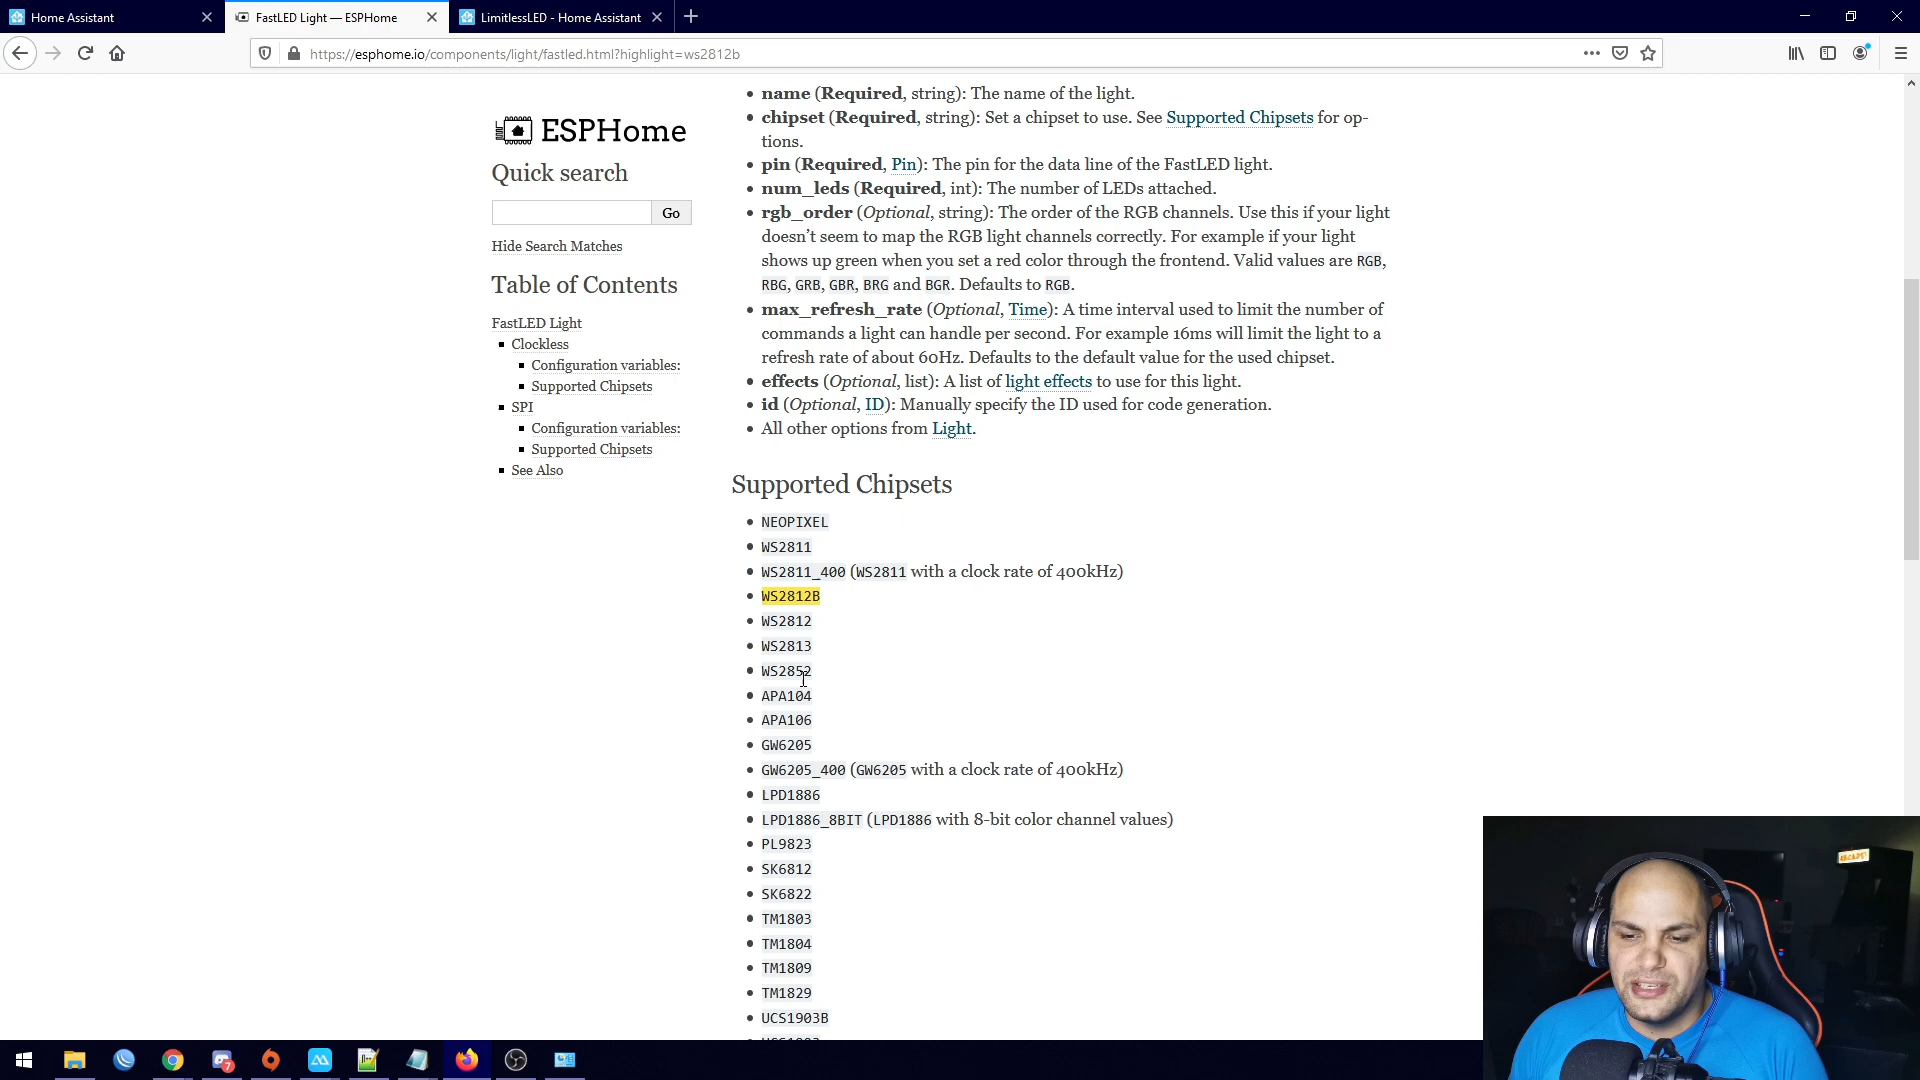 Home Assistant
FastLED Light — ESPHome
LimitlessLED - Home Assistant
https://esphome.io/components/light/fastled.html?highlight=ws2812b
ESPHome
Quick search
Go
Hide Search Matches
Table of Contents
FastLED Light
Clockless
Configuration variables:
Supported Chipsets
SPI
Configuration variables:
Supported Chipsets
See Also
name (Required, string): The name of the light.
chipset (Required, string): Set a chipset to use. See Supported Chipsets for op-
tions.
pin (Required, Pin): The pin for the data line of the FastLED light.
num_leds (Required, int): The number of LEDs attached.
rgb_order (Optional, string): The order of the RGB channels. Use this if your light
doesn't seem to map the RGB light channels correctly. For example if your light
shows up green when you set a red color through the frontend. Valid values are RGB,
RBG, GRB, GBR, BRG and BGR. Defaults to RGB.
max_refresh_rate (Optional, Time): A time interval used to limit the number of
commands a light can handle per second. For example 16ms will limit the light to a
refresh rate of about 60Hz. Defaults to the default value for the used chipset.
effects (Optional, list): A list of light effects to use for this light.
id (Optional, ID): Manually specify the ID used for code generation.
All other options from Light.
Supported Chipsets
NEOPIXEL
WS2811
WS2811_400 (WS2811 with a clock rate of 400kHz)
WS2812B
WS2812
WS2813
WS2852
APA104
APA106
GW6205
GW6205_400 (GW6205 with a clock rate of 400kHz)
LPD1886
LPD1886_8BIT (LPD1886 with 8-bit color channel values)
PL9823
SK6812
SK6822
TM1803
TM1804
TM1809
TM1829
UCS1903B
7